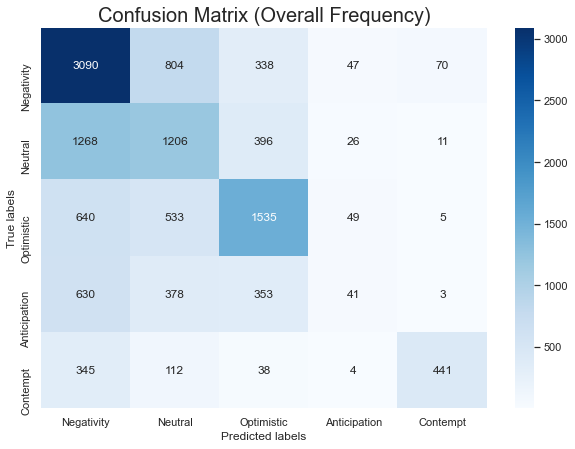 Confusion Matrix (Overall Frequency)
3090 804 338 47 70
1268 1206 396 26 11
640 533 1535 49 5
630 378 353 41 3
345 112 38 4 441
Negativity
Neutral
Optimistic
Anticipation
Contempt
True labels
Negativity Neutral Optimistic Anticipation Contempt
Predicted labels
3000
2500
2000
1500
1000
500